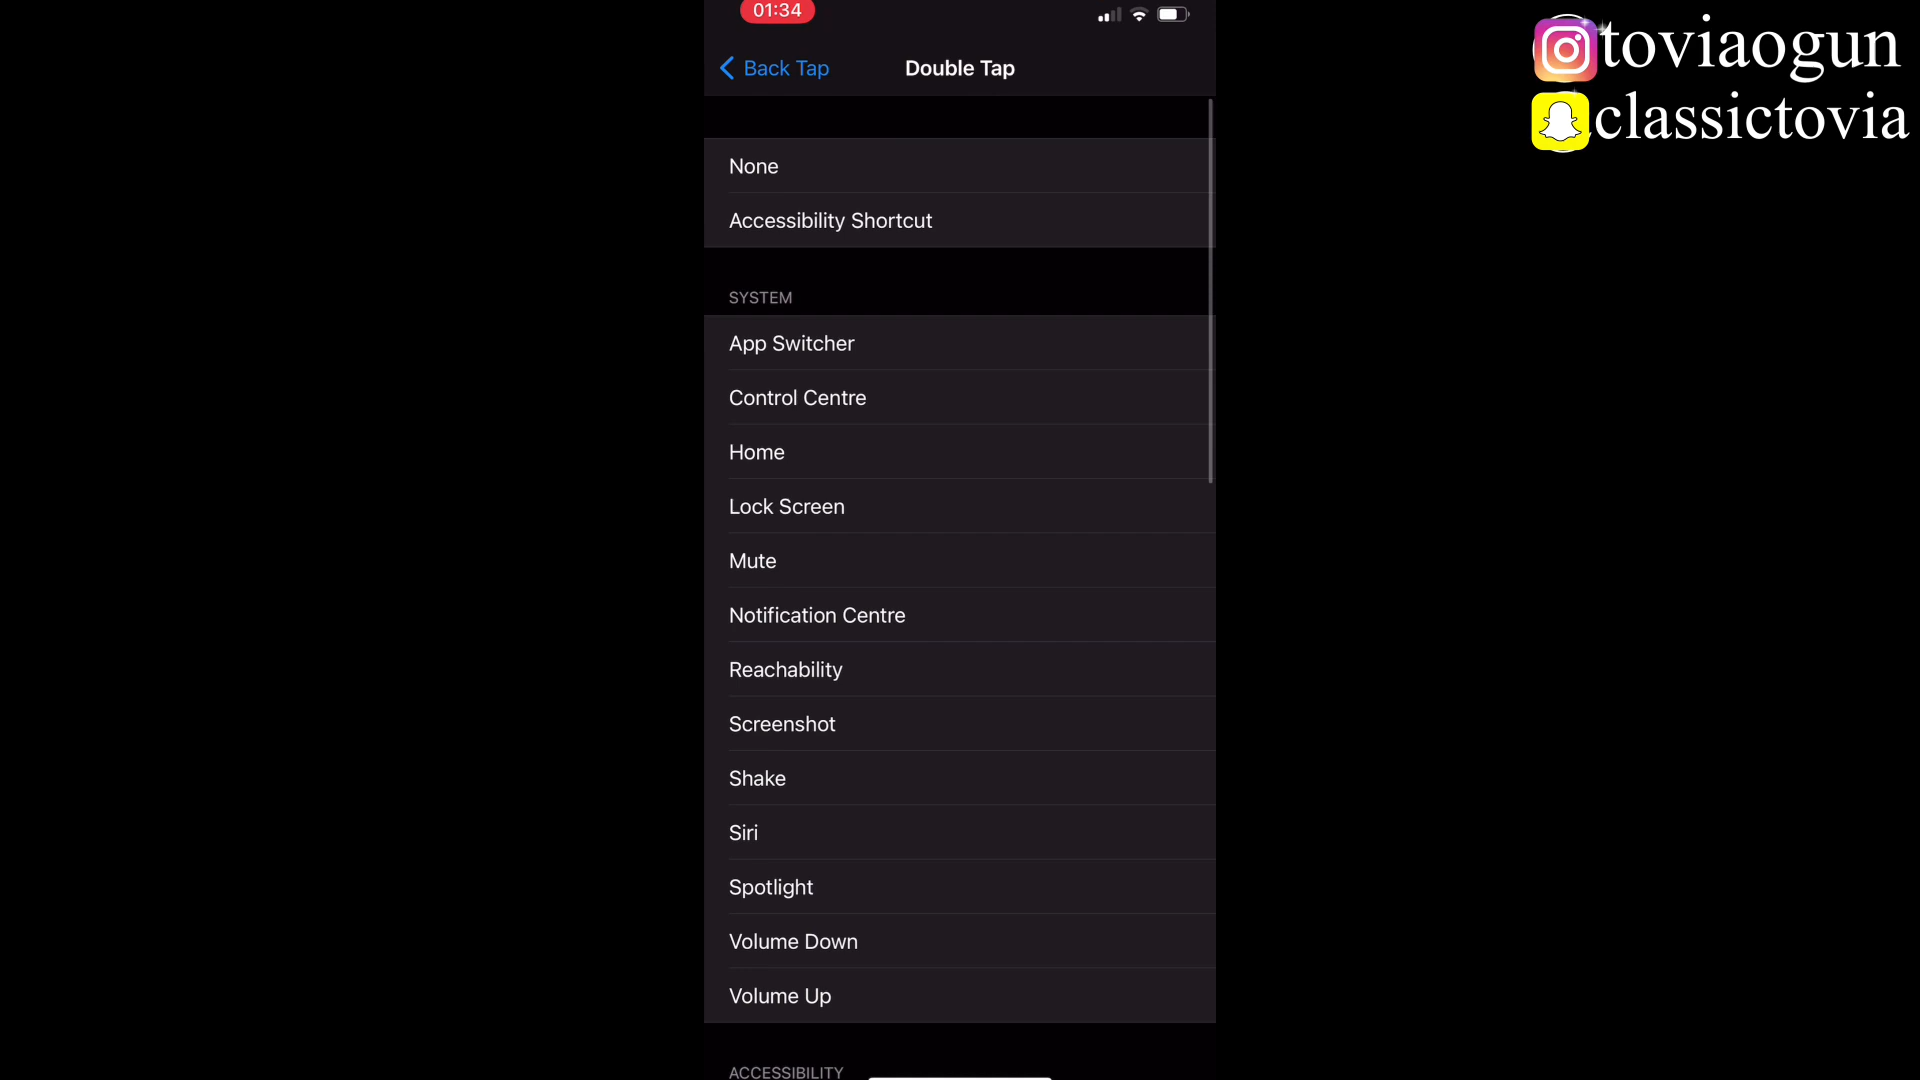 01:34
Back Tap
Double Tap
None
Accessibility Shortcut
SYSTEM
App Switcher
Control Centre
Home
Lock Screen
Mute
Notification Centre
Reachability
Screenshot
Shake
Siri
Spotlight
Volume Down
Volume Up
ACCESSIBILITY
toviaogun
classictovia